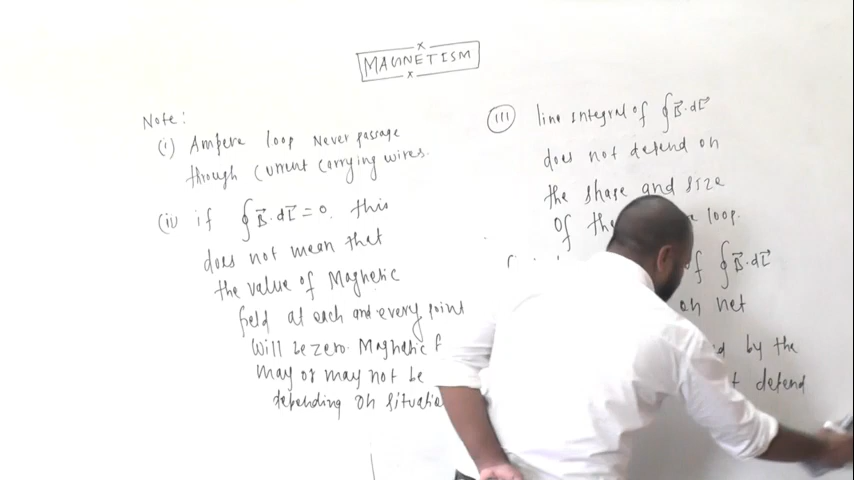 MAGNETISM
Note:
(i) Ampere loop Never passage
through current carrying wires.
(ii) if ∮B⃗.dL⃗ = 0. this
does not mean that
the value of Magnetic
field at each and every point
will be zero. Magnetic f
may or may not be
depending on situatio
(iii) line integral of ∮B⃗.dL⃗
does not depend on
the shape and size
of the loop.
of ∮B⃗.dL⃗
on net
by the
depend